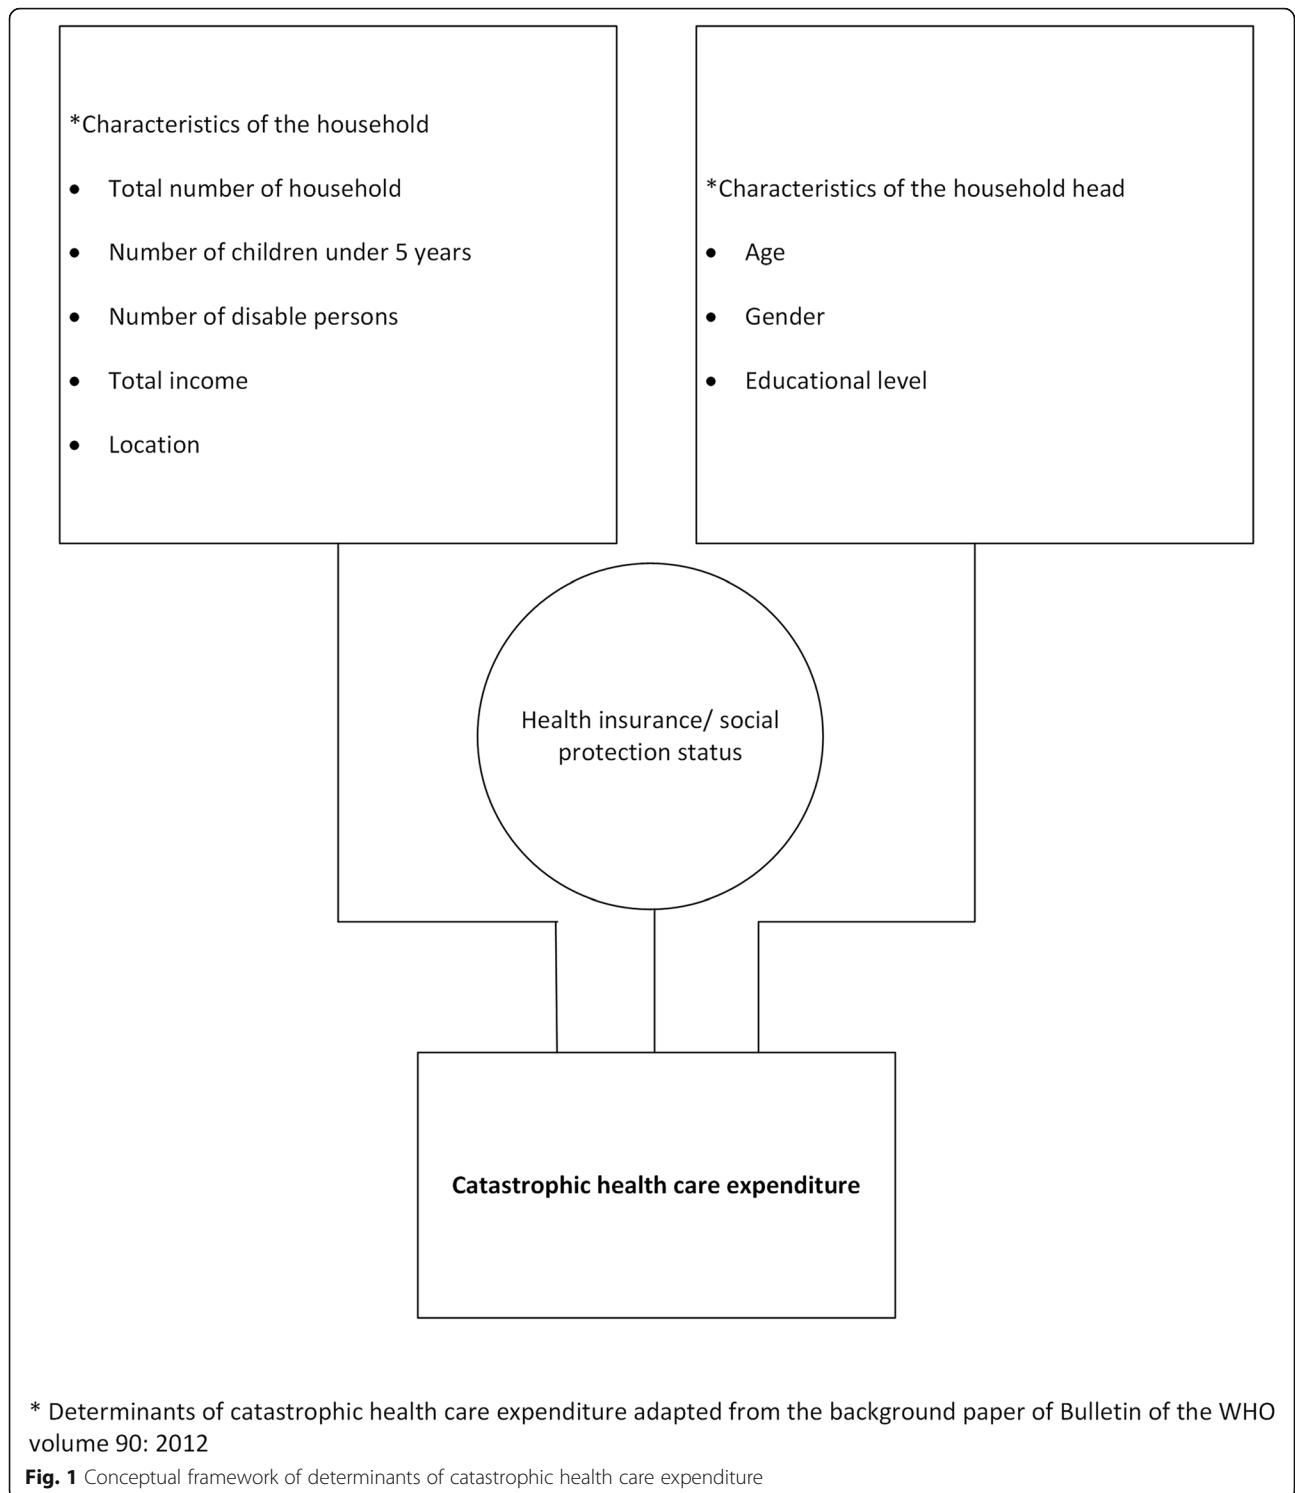 *Characteristics of the household
• Total number of household
• Number of children under 5 years
• Number of disable persons
• Total income
• Location
*Characteristics of the household head
• Age
• Gender
• Educational level
Health insurance/ social
protection status
Catastrophic health care expenditure
* Determinants of catastrophic health care expenditure adapted from the background paper of Bulletin of the WHO
volume 90: 2012
Fig. 1 Conceptual framework of determinants of catastrophic health care expenditure